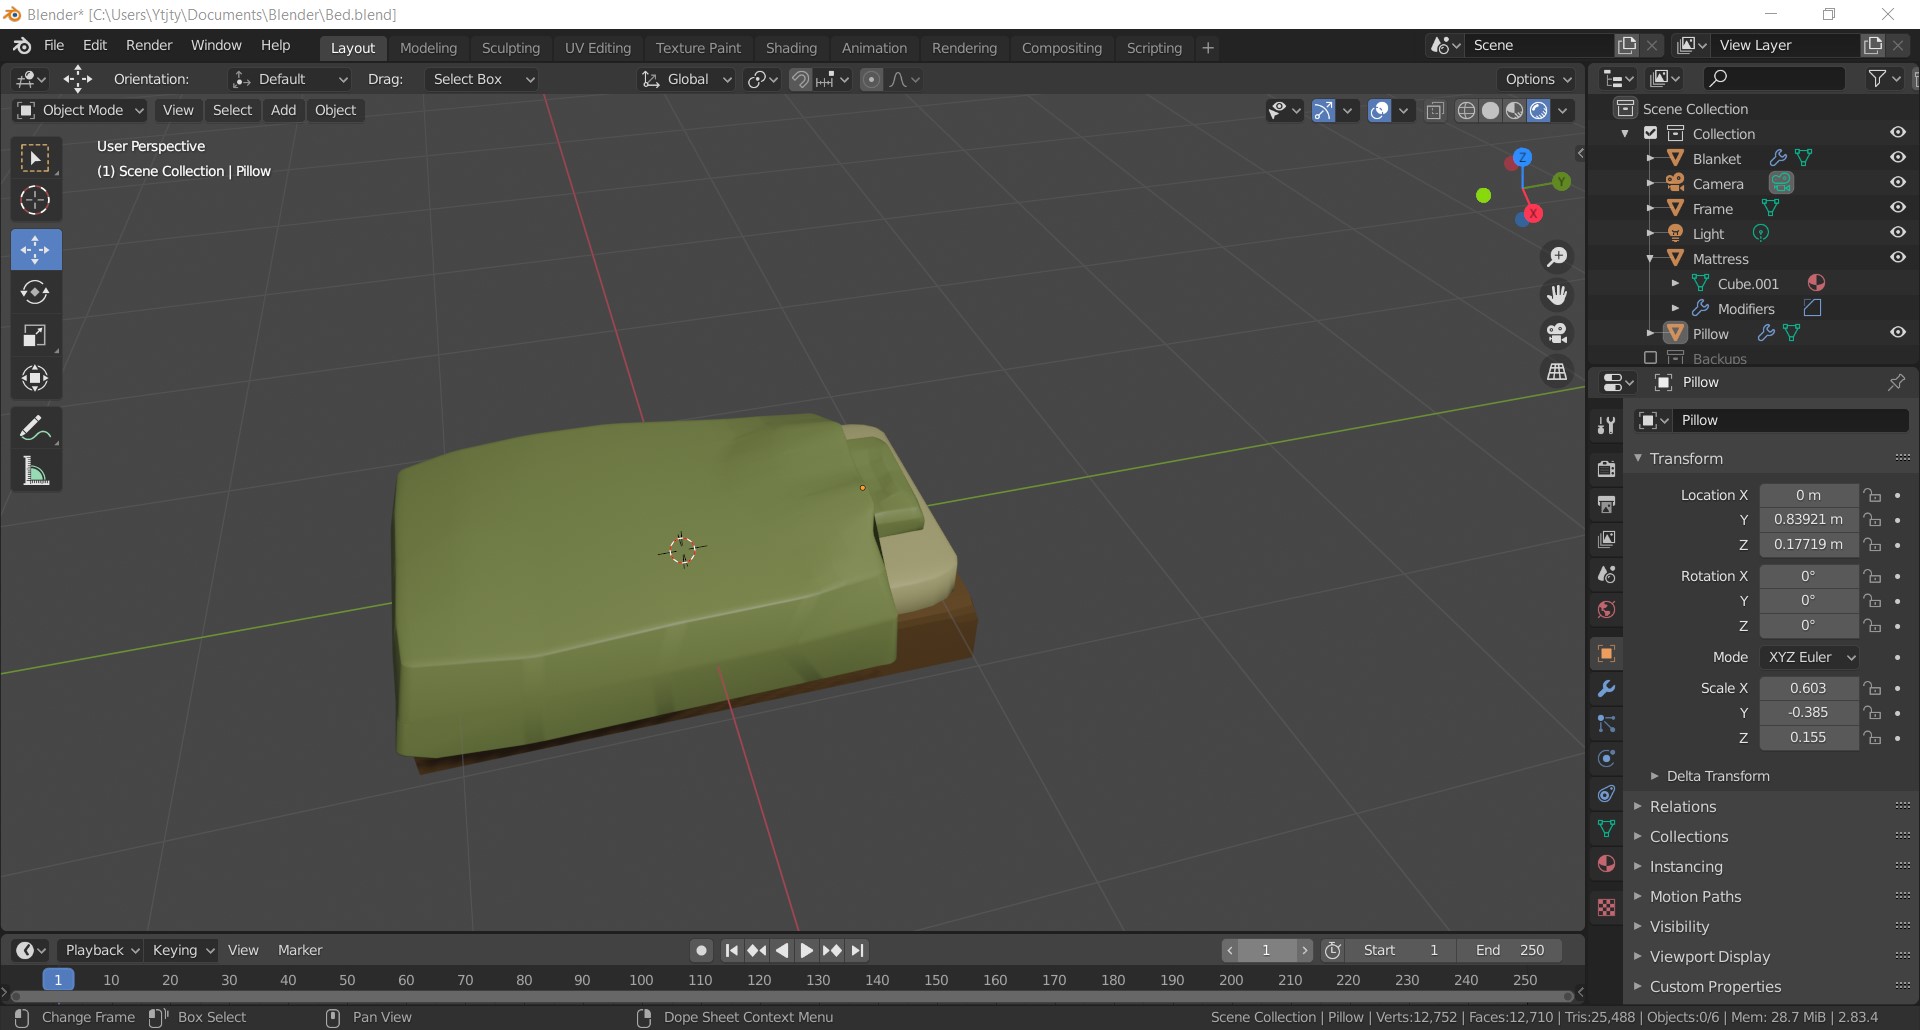 Blender* [C:\Users\Ytjty\Documents\Blender\Bed.blend]
File Edit Render Window Help Layout Modeling Sculpting UV Editing Texture Paint Shading Animation Rendering Compositing Scripting + Scene View Layer
Orientation: Default Drag: Select Box Global Options
Object Mode View Select Add Object
User Perspective
(1) Scene Collection | Pillow
Z
Y
X
Scene Collection
Collection
Blanket
Camera
Frame
Light
Mattress
Cube.001
Modifiers
Pillow
Backups
Pillow
Pillow
Transform
Location X 0 m
Y 0.83921 m
Z 0.17719 m
Rotation X 0°
Y 0°
Z 0°
Mode XYZ Euler
Scale X 0.603
Y -0.385
Z 0.155
Delta Transform
Relations
Collections
Instancing
Motion Paths
Visibility
Viewport Display
Custom Properties
Playback Keying View Marker 1 Start 1 End 250
1 10 20 30 40 50 60 70 80 90 100 110 120 130 140 150 160 170 180 190 200 210 220 230 240 250
Change Frame Box Select Pan View Dope Sheet Context Menu Scene Collection | Pillow | Verts:12,752 | Faces:12,710 | Tris:25,488 | Objects:0/6 | Mem: 28.7 MiB | 2.83.4